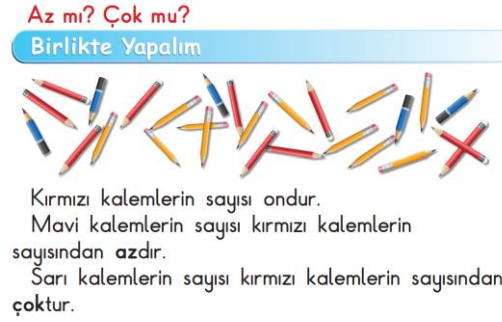 Az mı? Çok mu?
Birlikte Yapalım
Kırmızı kalemlerin sayısı ondur.
Mavi kalemlerin sayısı kırmızı kalemlerin
sayısından azdır.
Sarı kalemlerin sayısı kırmızı kalemlerin sayısından
çoktur.